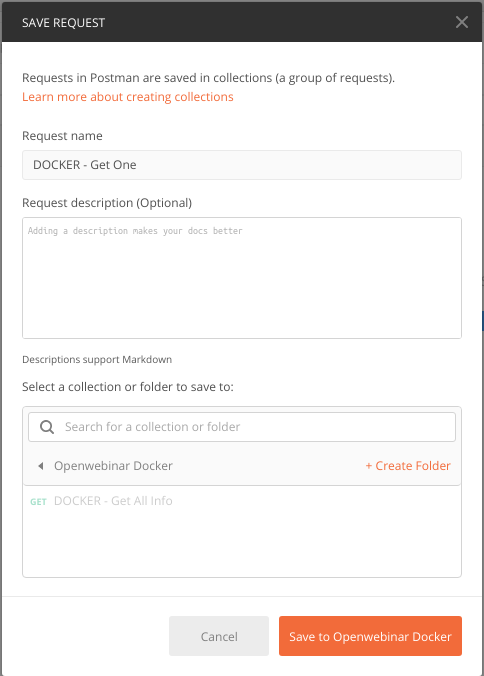 SAVE REQUEST
Requests in Postman are saved in collections (a group of requests).
Learn more about creating collections
Request name
DOCKER - Get One
Request description (Optional)
Adding a description makes your docs better
Descriptions support Markdown
Select a collection or folder to save to:
Search for a collection or folder
Openwebinar Docker + Create Folder
GET DOCKER - Get All Info
Cancel Save to Openwebinar Docker